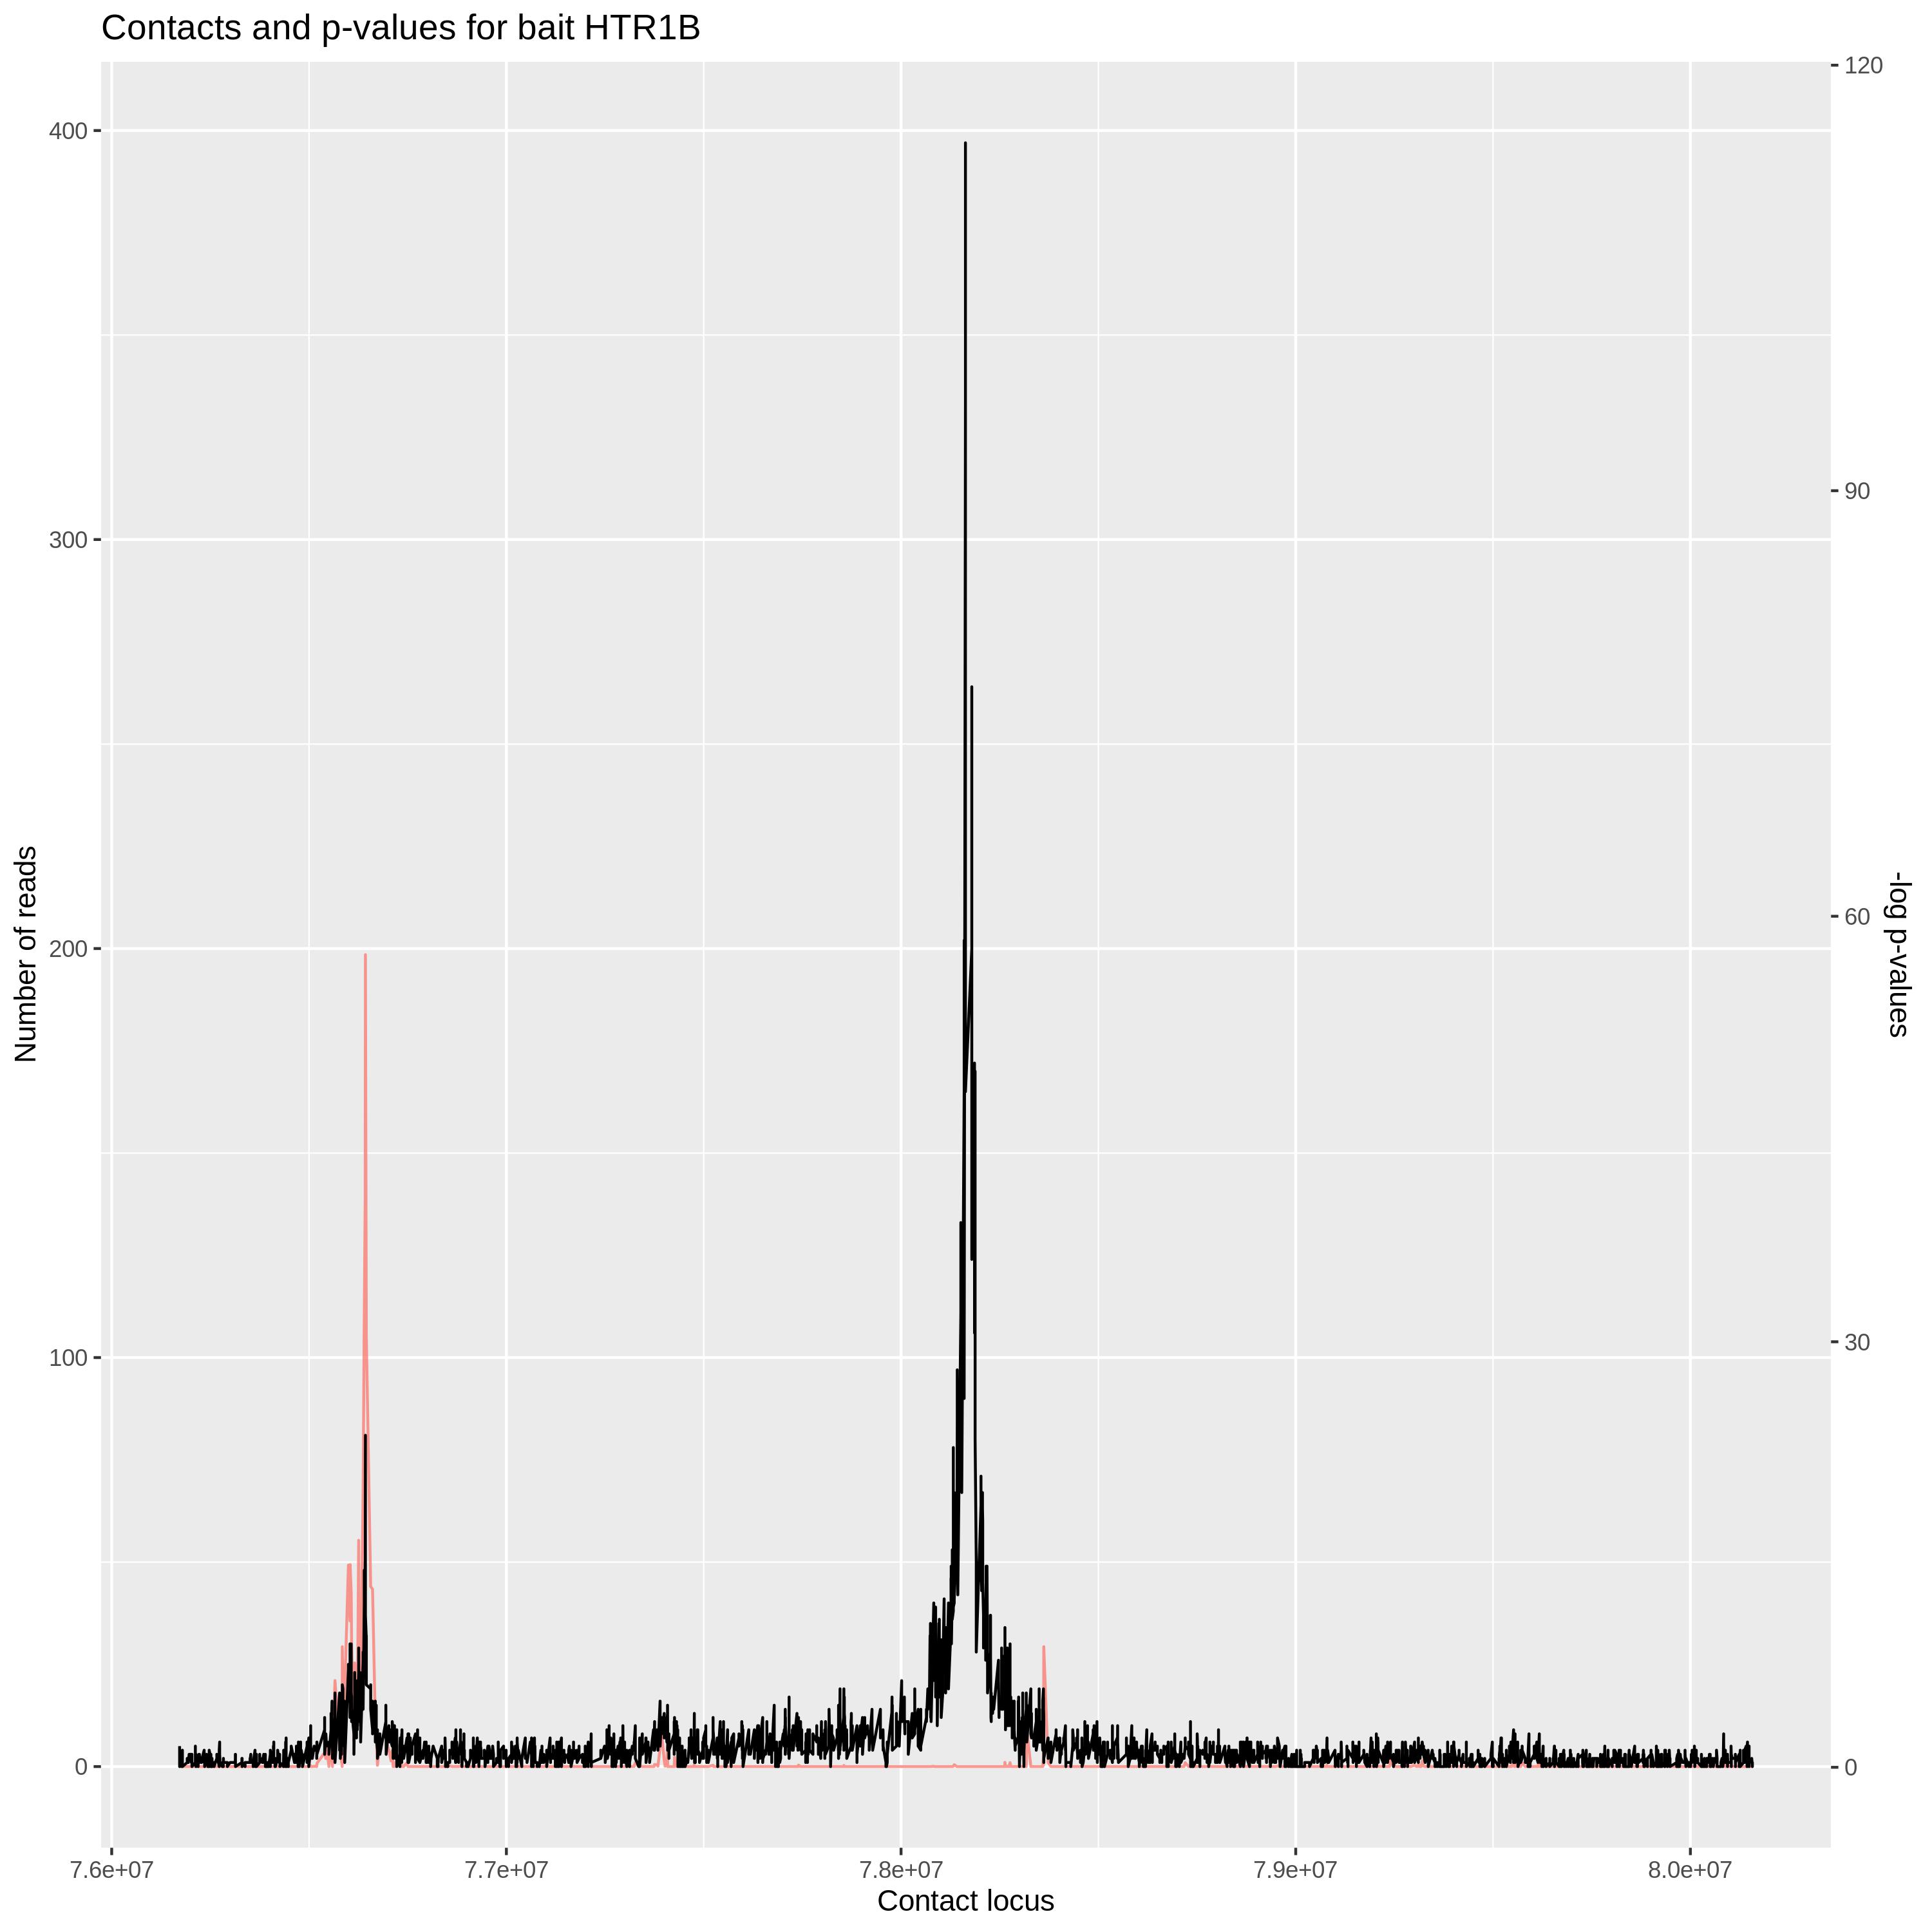 Contacts and p-values for bait HTR1B
120
400
90
300
60
200
30
100
0
0
Number of reads
-log p-values
7.6e+07 7.7e+07 7.8e+07 7.9e+07 8.0e+07
Contact locus